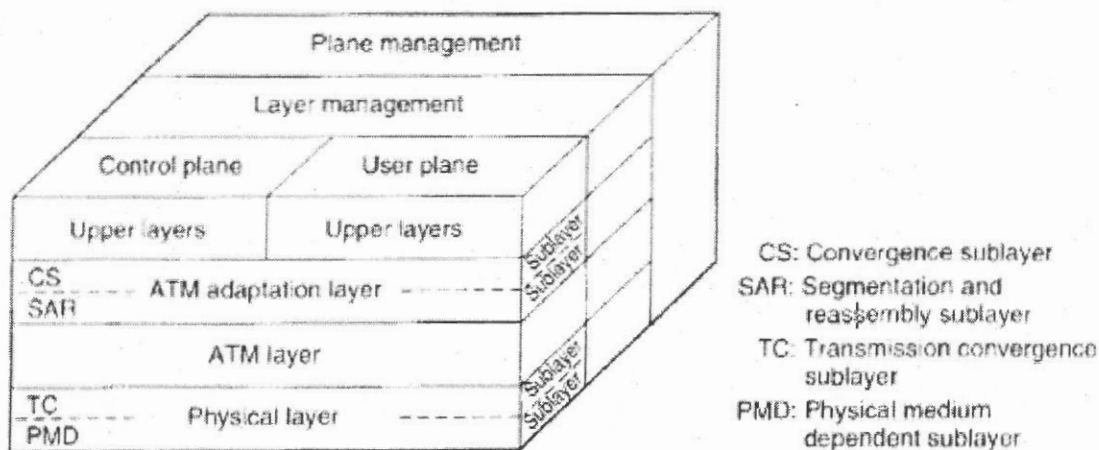 Plane management
Layer management
Control plane
User plane
Upper layers
Upper layers
Sublayer
Sublayer
CS
ATM adaptation layer
SAR
ATM layer
Sublayer
Sublayer
TC
Physical layer
PMD
CS: Convergence sublayer
SAR: Segmentation and
reassembly sublayer
TC: Transmission convergence
sublayer
PMD: Physical medium
dependent sublayer